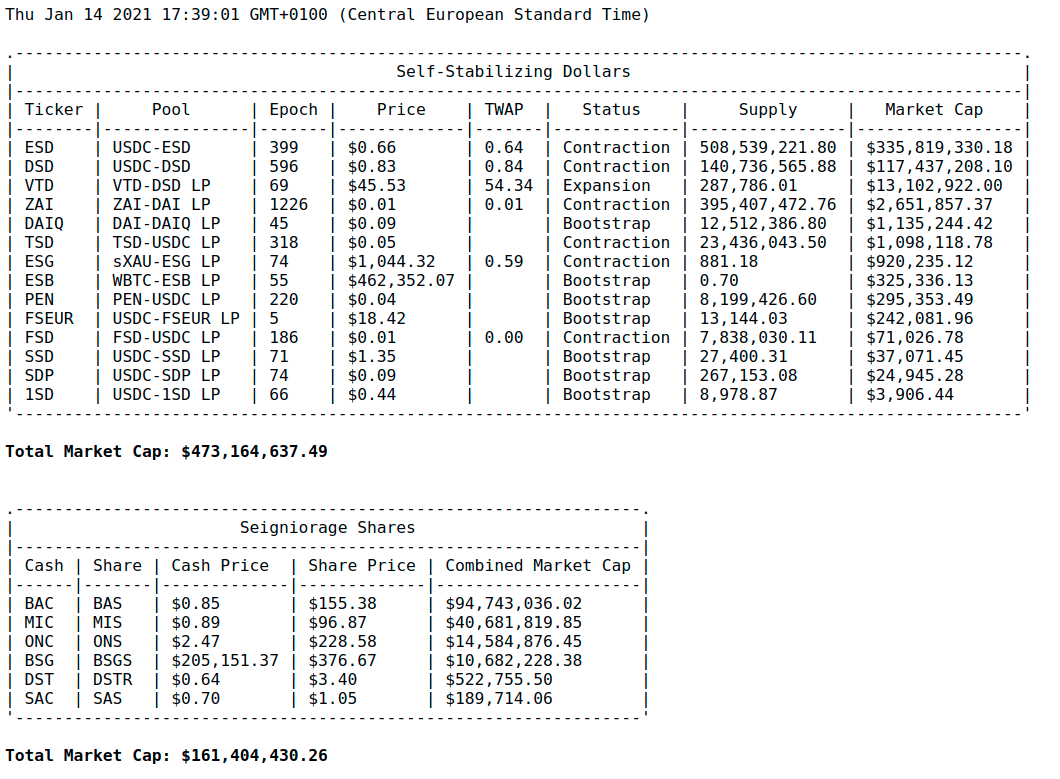 Thu Jan 14 2021 17:39:01 GMT+0100 (Central European Standard Time)
.-------------------------------------------------------------------------------------------------------.
|                                       Self-Stabilizing Dollars                                        |
|-------------------------------------------------------------------------------------------------------|
| Ticker |     Pool      | Epoch |    Price    | TWAP  |   Status    |     Supply     |   Market Cap    |
|--------|---------------|-------|-------------|-------|-------------|----------------|-----------------|
| ESD    | USDC-ESD      | 399   | $0.66       | 0.64  | Contraction | 508,539,221.80 | $335,819,330.18 |
| DSD    | USDC-DSD      | 596   | $0.83       | 0.84  | Contraction | 140,736,565.88 | $117,437,208.10 |
| VTD    | VTD-DSD LP    | 69    | $45.53      | 54.34 | Expansion   | 287,786.01     | $13,102,922.00  |
| ZAI    | ZAI-DAI LP    | 1226  | $0.01       | 0.01  | Contraction | 395,407,472.76 | $2,651,857.37   |
| DAIQ   | DAI-DAIQ LP   | 45    | $0.09       |       | Bootstrap   | 12,512,386.80  | $1,135,244.42   |
| TSD    | TSD-USDC LP   | 318   | $0.05       |       | Contraction | 23,436,043.50  | $1,098,118.78   |
| ESG    | sXAU-ESG LP   | 74    | $1,044.32   | 0.59  | Contraction | 881.18         | $920,235.12     |
| ESB    | WBTC-ESB LP   | 55    | $462,352.07 |       | Bootstrap   | 0.70           | $325,336.13     |
| PEN    | PEN-USDC LP   | 220   | $0.04       |       | Bootstrap   | 8,199,426.60   | $295,353.49     |
| FSEUR  | USDC-FSEUR LP | 5     | $18.42      |       | Bootstrap   | 13,144.03      | $242,081.96     |
| FSD    | FSD-USDC LP   | 186   | $0.01       | 0.00  | Contraction | 7,838,030.11   | $71,026.78      |
| SSD    | USDC-SSD LP   | 71    | $1.35       |       | Bootstrap   | 27,400.31      | $37,071.45      |
| SDP    | USDC-SDP LP   | 74    | $0.09       |       | Bootstrap   | 267,153.08     | $24,945.28      |
| 1SD    | USDC-1SD LP   | 66    | $0.44       |       | Bootstrap   | 8,978.87       | $3,906.44       |
'-------------------------------------------------------------------------------------------------------'
Total Market Cap: $473,164,637.49
.----------------------------------------------------------------.
|                       Seigniorage Shares                       |
|----------------------------------------------------------------|
| Cash | Share | Cash Price  | Share Price | Combined Market Cap |
|------|-------|-------------|-------------|---------------------|
| BAC  | BAS   | $0.85       | $155.38     | $94,743,036.02      |
| MIC  | MIS   | $0.89       | $96.87      | $40,681,819.85      |
| ONC  | ONS   | $2.47       | $228.58     | $14,584,876.45      |
| BSG  | BSGS  | $205,151.37 | $376.67     | $10,682,228.38      |
| DST  | DSTR  | $0.64       | $3.40       | $522,755.50         |
| SAC  | SAS   | $0.70       | $1.05       | $189,714.06         |
'----------------------------------------------------------------'
Total Market Cap: $161,404,430.26